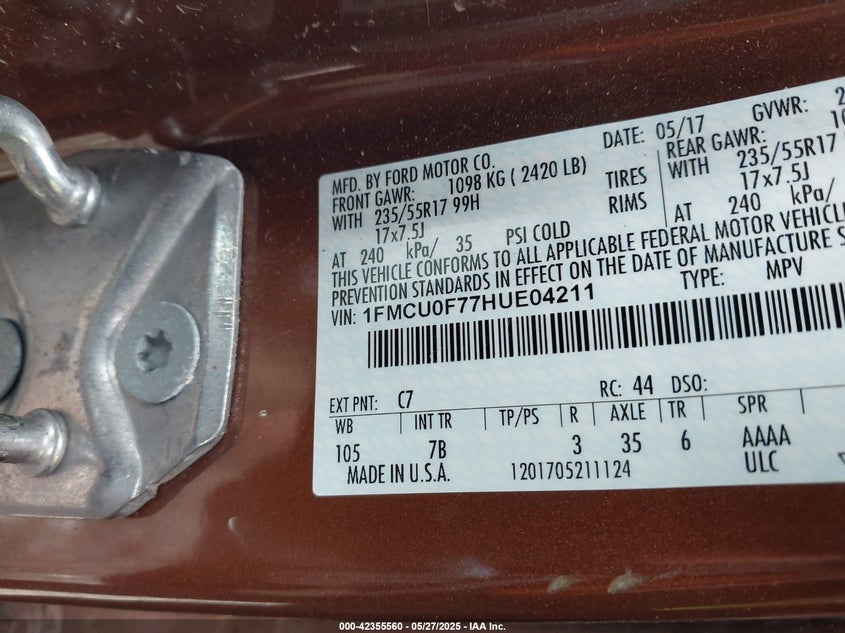 MFD. BY FORD MOTOR CO. DATE: 05/17 GVWR: 2
FRONT GAWR: 1098 KG ( 2420 LB) REAR GAWR: 10
WITH 235/55R17 99H TIRES WITH 235/55R17
17x7.5J RIMS 17x7.5J
AT 240 kPa/ 35 PSI COLD AT 240 kPa/
THIS VEHICLE CONFORMS TO ALL APPLICABLE FEDERAL MOTOR VEHICLE
PREVENTION STANDARDS IN EFFECT ON THE DATE OF MANUFACTURE S
VIN: 1FMCU0F77HUE04211 TYPE: MPV
EXT PNT: C7 RC: 44 DSO:
WB INT TR TP/PS R AXLE TR SPR
105 7B 3 35 6 AAAA
MADE IN U.S.A. 1201705211124 ULC
000-42355560 - 05/27/2025 - IAA Inc.